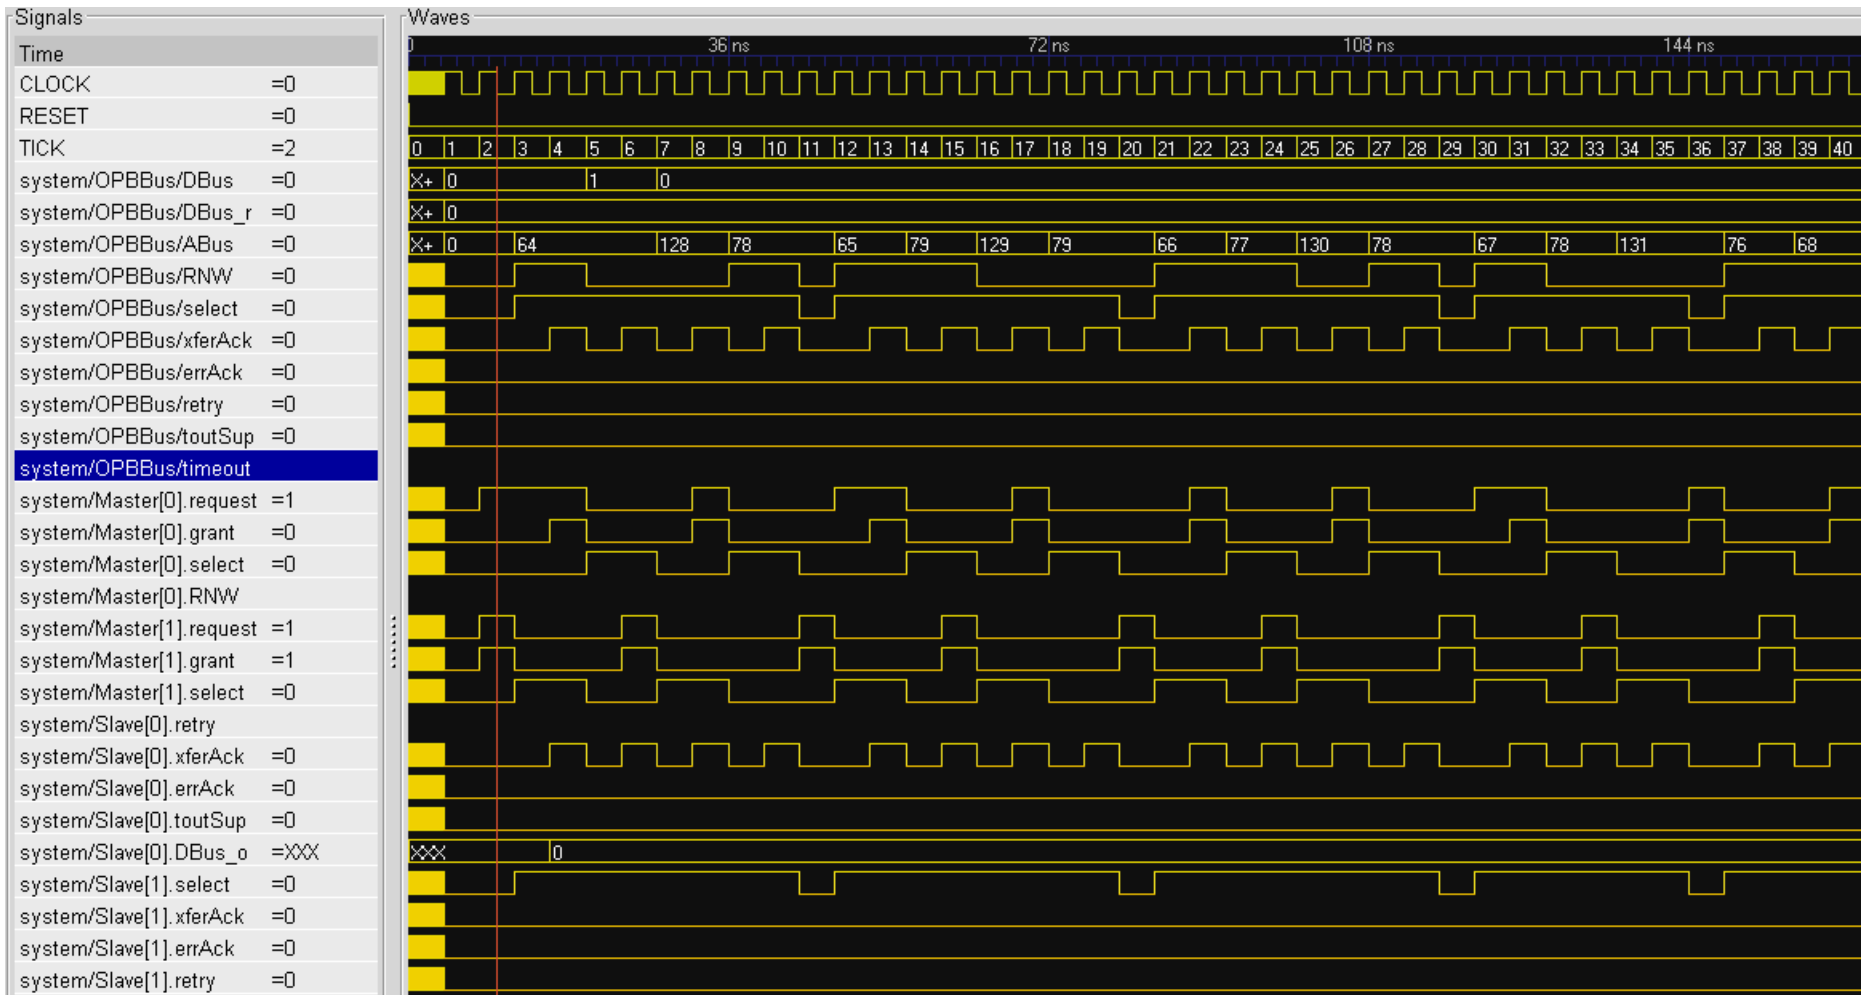 Signals Waves
Time 0 36 ns 72 ns 108 ns 144 ns
CLOCK =0
RESET =0
TICK =2 0 1 2 3 4 5 6 7 8 9 10 11 12 13 14 15 16 17 18 19 20 21 22 23 24 25 26 27 28 29 30 31 32 33 34 35 36 37 38 39 40
system/OPBBus/DBus =0 X+ 0 1 0
system/OPBBus/DBus_r =0 X+ 0
system/OPBBus/ABus =0 X+ 0 64 128 78 65 79 129 79 66 77 130 78 67 78 131 76 68
system/OPBBus/RNW =0
system/OPBBus/select =0
system/OPBBus/xferAck =0
system/OPBBus/errAck =0
system/OPBBus/retry =0
system/OPBBus/toutSup =0
system/OPBBus/timeout
system/Master[0].request =1
system/Master[0].grant =0
system/Master[0].select =0
system/Master[0].RNW
system/Master[1].request =1
system/Master[1].grant =1
system/Master[1].select =0
system/Slave[0].retry
system/Slave[0].xferAck =0
system/Slave[0].errAck =0
system/Slave[0].toutSup =0
system/Slave[0].DBus_o =XXX XXX 0
system/Slave[1].select =0
system/Slave[1].xferAck =0
system/Slave[1].errAck =0
system/Slave[1].retry =0